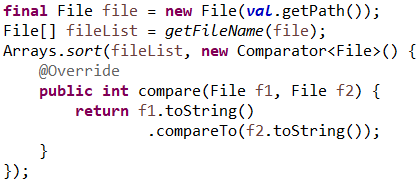 final File file = new File(val.getPath());
File[] fileList = getFileName(file);
Arrays.sort(fileList, new Comparator<File>() {
    @Override
    public int compare(File f1, File f2) {
        return f1.toString()
                .compareTo(f2.toString());
    }
});